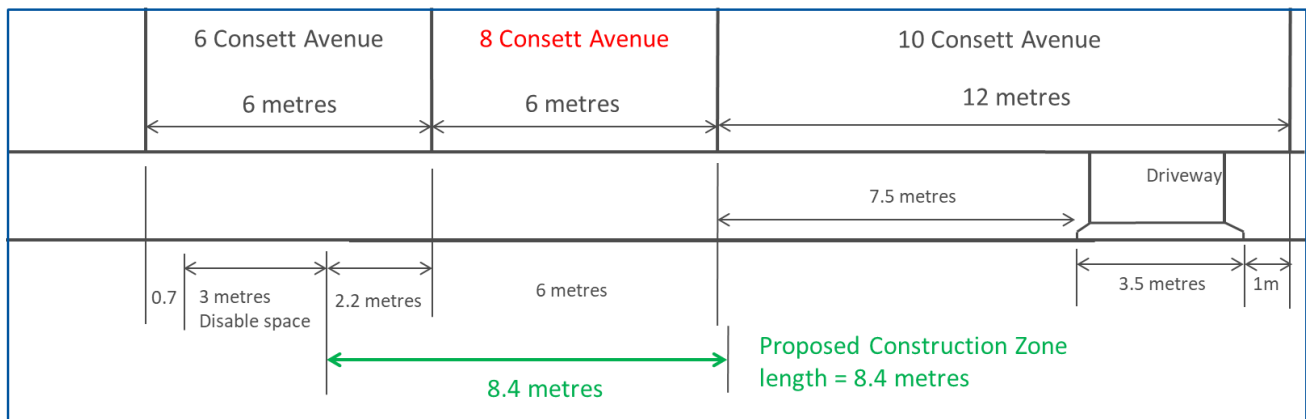 6 Consett Avenue
8 Consett Avenue
10 Consett Avenue
6 metres
6 metres
12 metres
Driveway
7.5 metres
0.7
3 metres
Disable space
2.2 metres
6 metres
3.5 metres
1m
8.4 metres
Proposed Construction Zone
length = 8.4 metres